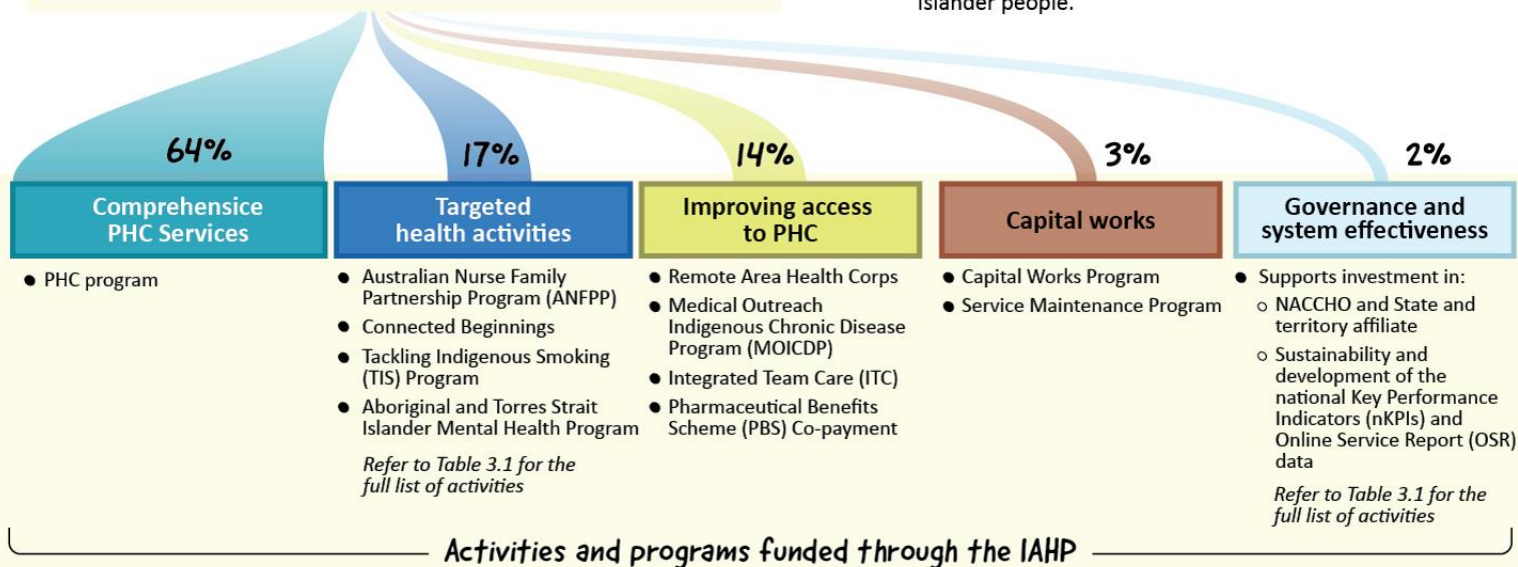 Islander people.
64%
17%
14%
3%
2%
Comprehensice
PHC Services
Targeted
health activities
Improving access
to PHC
Capital works
Governance and
system effectiveness
● PHC program
● Australian Nurse Family
Partnership Program (ANFPP)
● Connected Beginnings
● Tackling Indigenous Smoking
(TIS) Program
● Aboriginal and Torres Strait
Islander Mental Health Program
Refer to Table 3.1 for the
full list of activities
● Remote Area Health Corps
● Medical Outreach
Indigenous Chronic Disease
Program (MOICDP)
● Integrated Team Care (ITC)
● Pharmaceutical Benefits
Scheme (PBS) Co-payment
● Capital Works Program
● Service Maintenance Program
● Supports investment in:
○ NACCHO and State and
territory affiliate
○ Sustainability and
development of the
national Key Performance
Indicators (nKPIs) and
Online Service Report (OSR)
data
Refer to Table 3.1 for the
full list of activities
Activities and programs funded through the IAHP